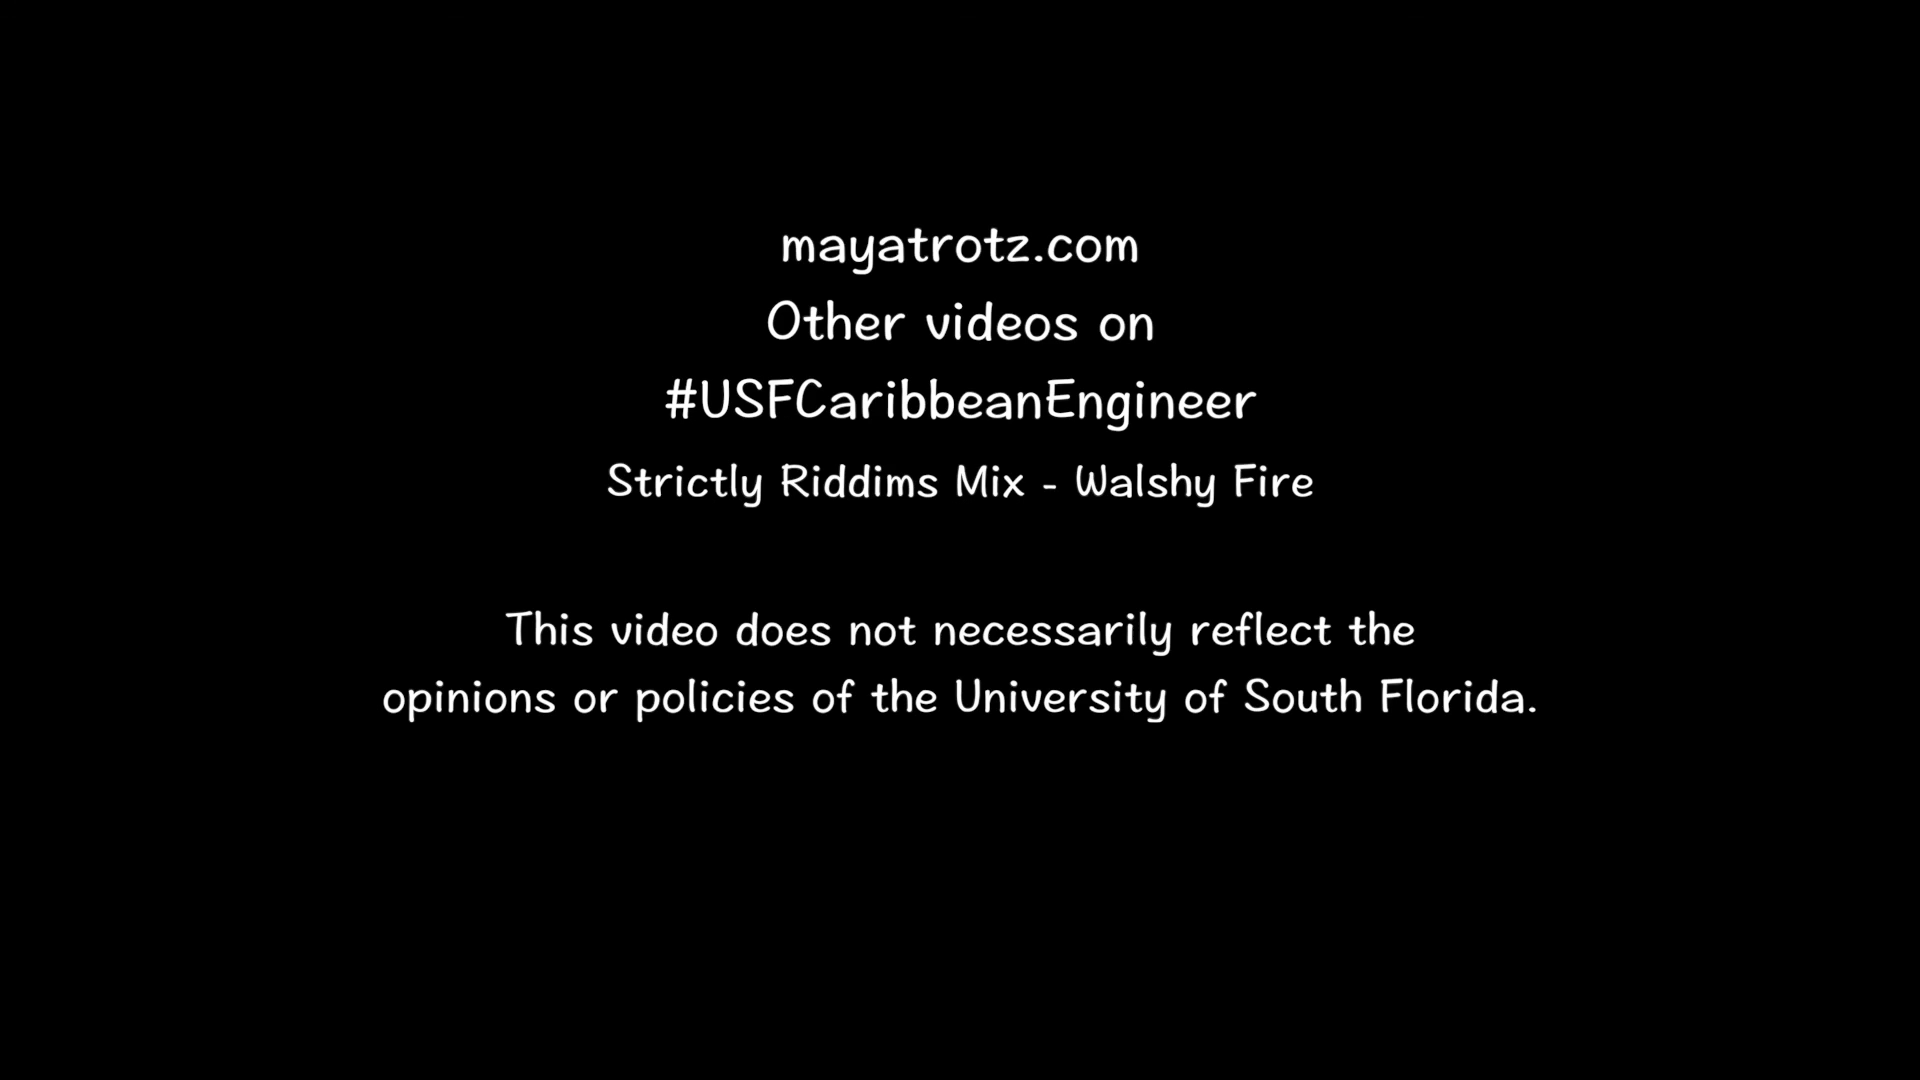 mayatrotz.com
Other videos on
#USFCaribbeanEngineer
Strictly Riddims Mix - Walshy Fire
This video does not necessarily reflect the
opinions or policies of the University of South Florida.